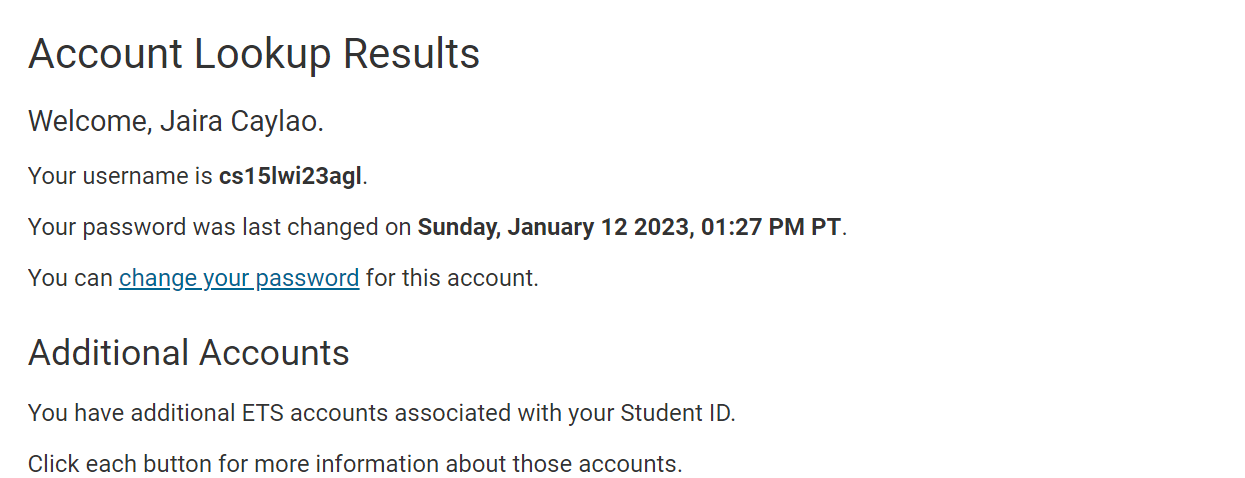 Account Lookup Results
Welcome, Jaira Caylao.
Your username is cs15lwi23agl.
Your password was last changed on Sunday, January 12 2023, 01:27 PM PT.
You can change your password for this account.
Additional Accounts
You have additional ETS accounts associated with your Student ID.
Click each button for more information about those accounts.